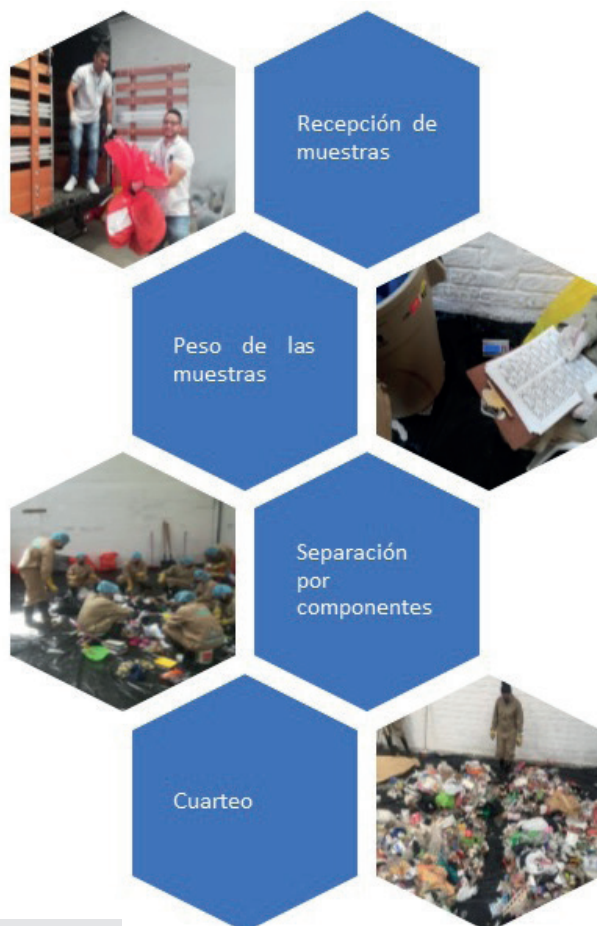 Recepción de
muestras
Peso de las
muestras
Separación
por
componentes
Cuarteo